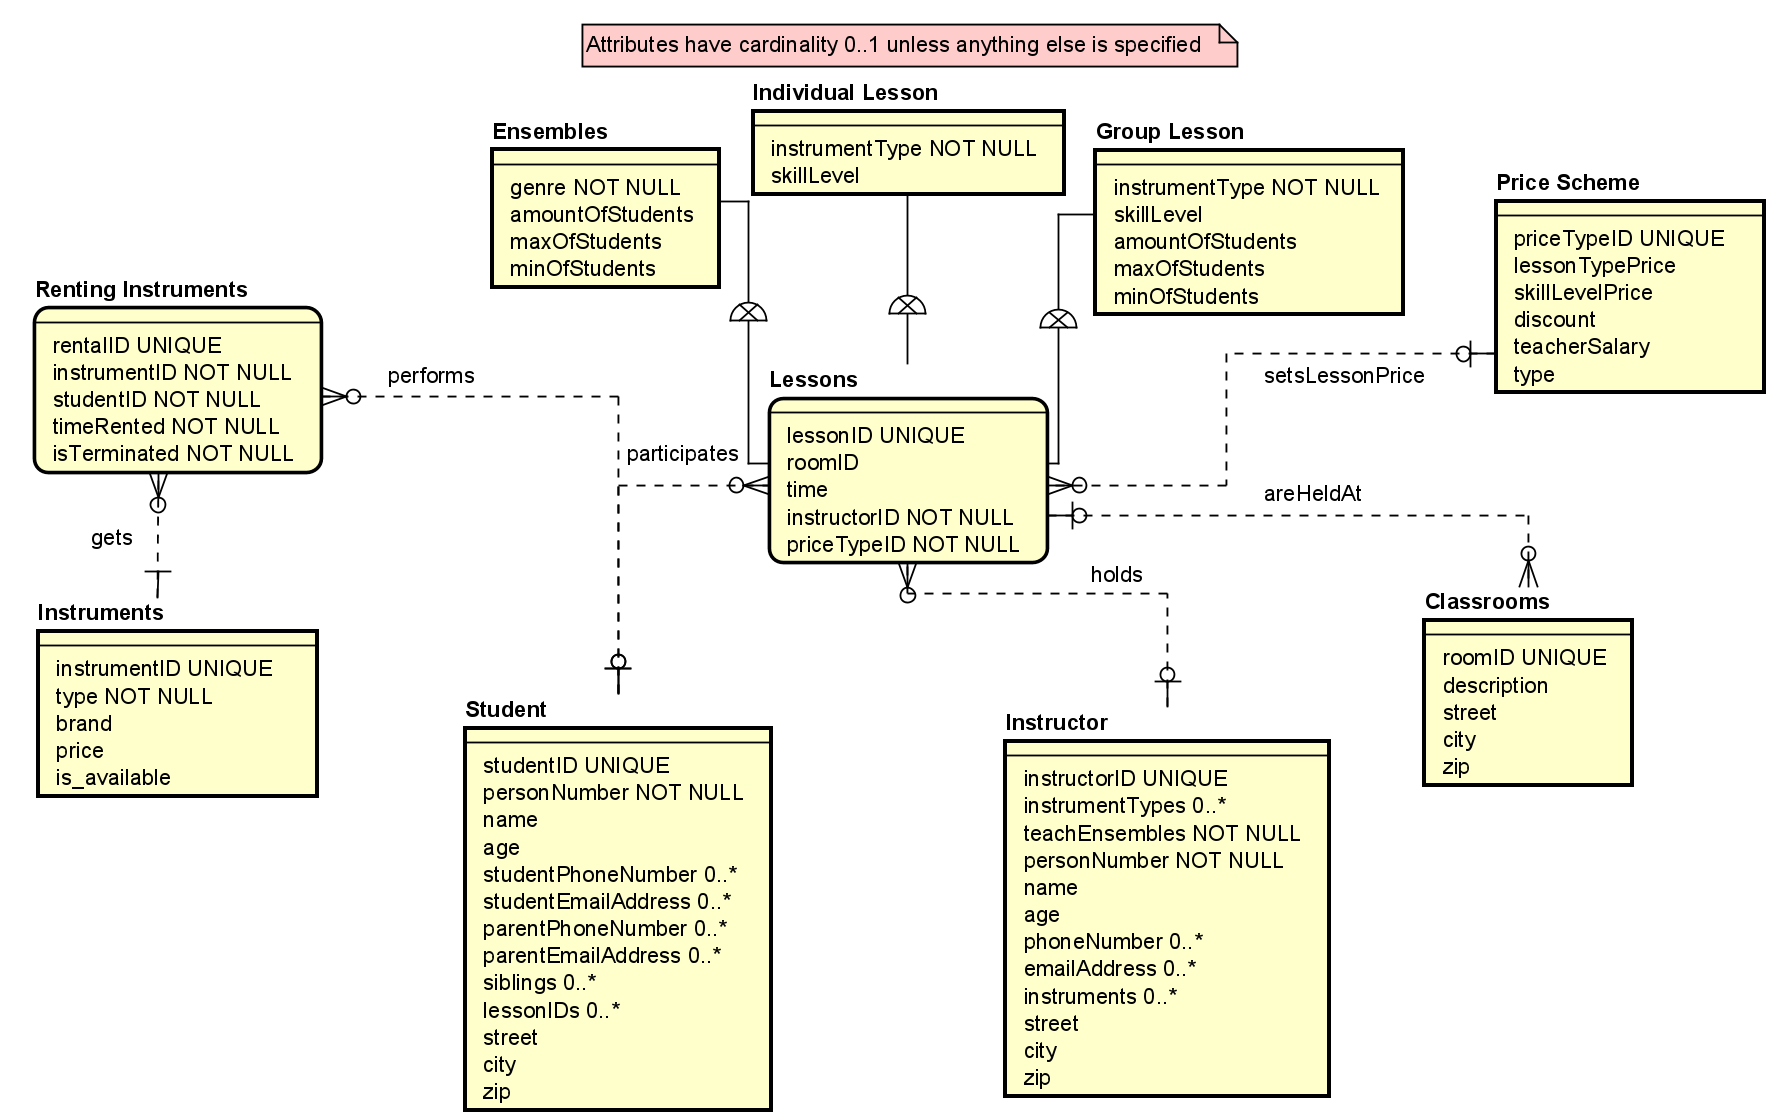 Attributes have cardinality 0..1 unless anything else is specified
Individual Lesson
instrumentType NOT NULL
skillLevel
Ensembles
genre NOT NULL
amountOfStudents
maxOfStudents
minOfStudents
Group Lesson
instrumentType NOT NULL
skillLevel
amountOfStudents
maxOfStudents
minOfStudents
Price Scheme
priceTypeID UNIQUE
lessonTypePrice
skillLevelPrice
discount
teacherSalary
type
Renting Instruments
rentalID UNIQUE
instrumentID NOT NULL
studentID NOT NULL
timeRented NOT NULL
isTerminated NOT NULL
performs
participates
setsLessonPrice
areHeldAt
Lessons
lessonID UNIQUE
roomID
time
instructorID NOT NULL
priceTypeID NOT NULL
gets
holds
Instruments
instrumentID UNIQUE
type NOT NULL
brand
price
is_available
Student
studentID UNIQUE
personNumber NOT NULL
name
age
studentPhoneNumber 0..*
studentEmailAddress 0..*
parentPhoneNumber 0..*
parentEmailAddress 0..*
siblings 0..*
lessonIDs 0..*
street
city
zip
Instructor
instructorID UNIQUE
instrumentTypes 0..*
teachEnsembles NOT NULL
personNumber NOT NULL
name
age
phoneNumber 0..*
emailAddress 0..*
instruments 0..*
street
city
zip
Classrooms
roomID UNIQUE
description
street
city
zip